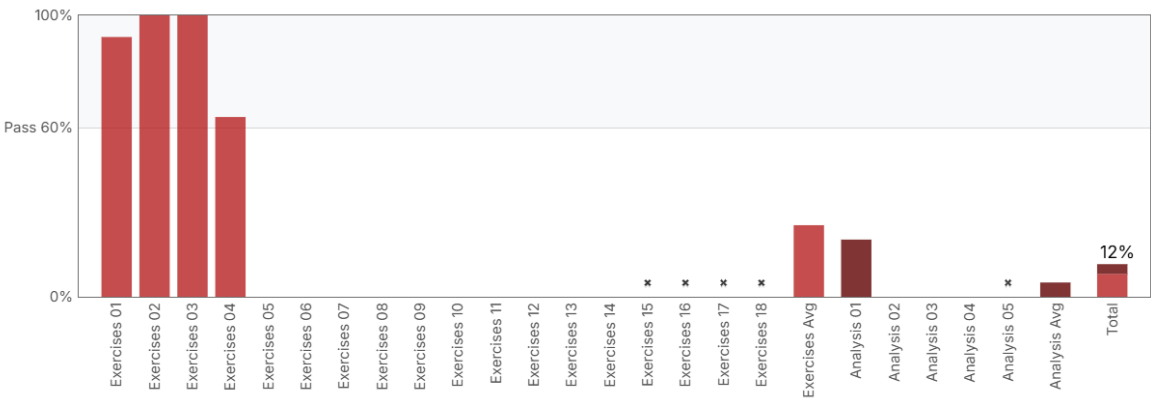 100%
Pass 60%
0%
12%
Exercises 01
Exercises 02
Exercises 03
Exercises 04
Exercises 05
Exercises 06
Exercises 07
Exercises 08
Exercises 09
Exercises 10
Exercises 11
Exercises 12
Exercises 13
Exercises 14
Exercises 15
Exercises 16
Exercises 17
Exercises 18
Exercises Avg
Analysis 01
Analysis 02
Analysis 03
Analysis 04
Analysis 05
Analysis Avg
Total